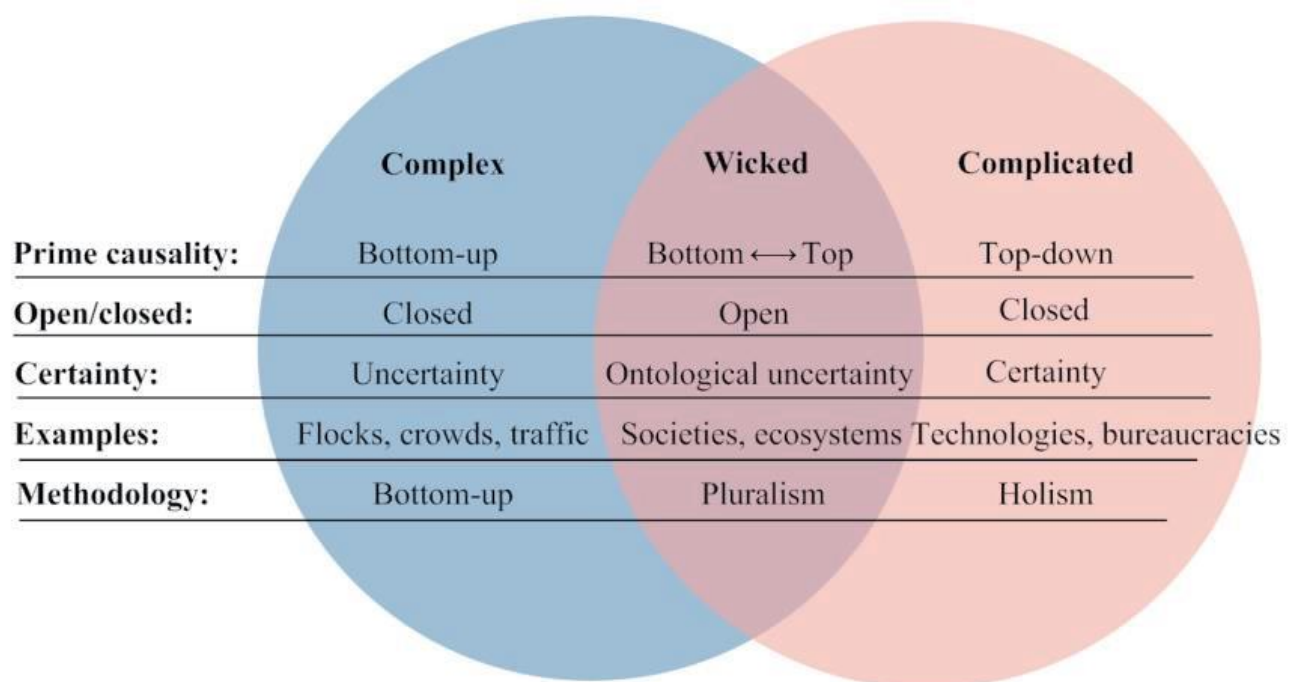 Complex Wicked Complicated
Prime causality: Bottom-up Bottom ⟷ Top Top-down
Open/closed: Closed Open Closed
Certainty: Uncertainty Ontological uncertainty Certainty
Examples: Flocks, crowds, traffic Societies, ecosystems Technologies, bureaucracies
Methodology: Bottom-up Pluralism Holism